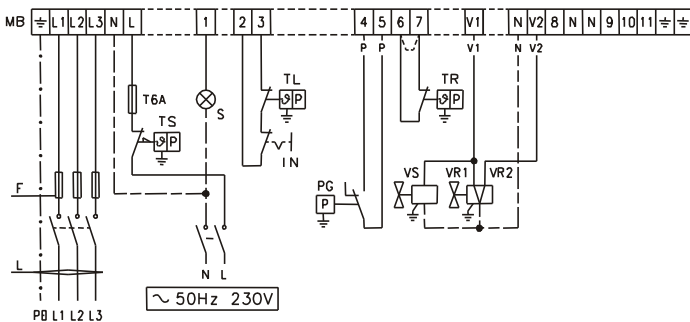 MB ⏚ L1 L2 L3 N L 1 2 3 4 5 6 7 V1 N V2 8 N N 9 10 11 ⏚ ⏚
P P V1 N V2
TL
TR
T6A
ϑ P
ϑ P
S
TS
ϑ P
IN
VS VR1 VR2
F
PG
P
L
N L
~ 50Hz 230V
PE L1 L2 L3